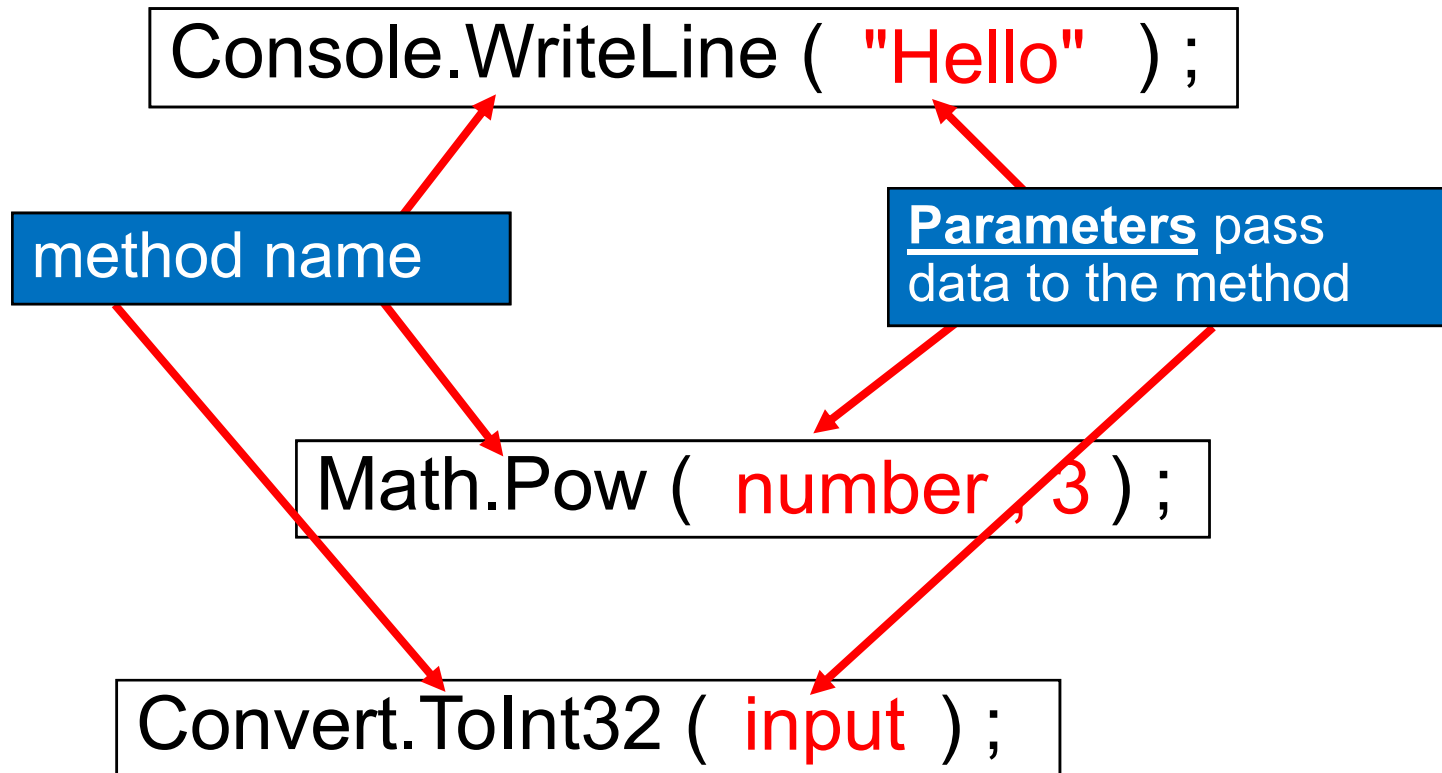 Console.WriteLine ( "Hello" ) ;
method name
Parameters pass
data to the method
Math.Pow ( number , 3 ) ;
Convert.ToInt32 ( input ) ;